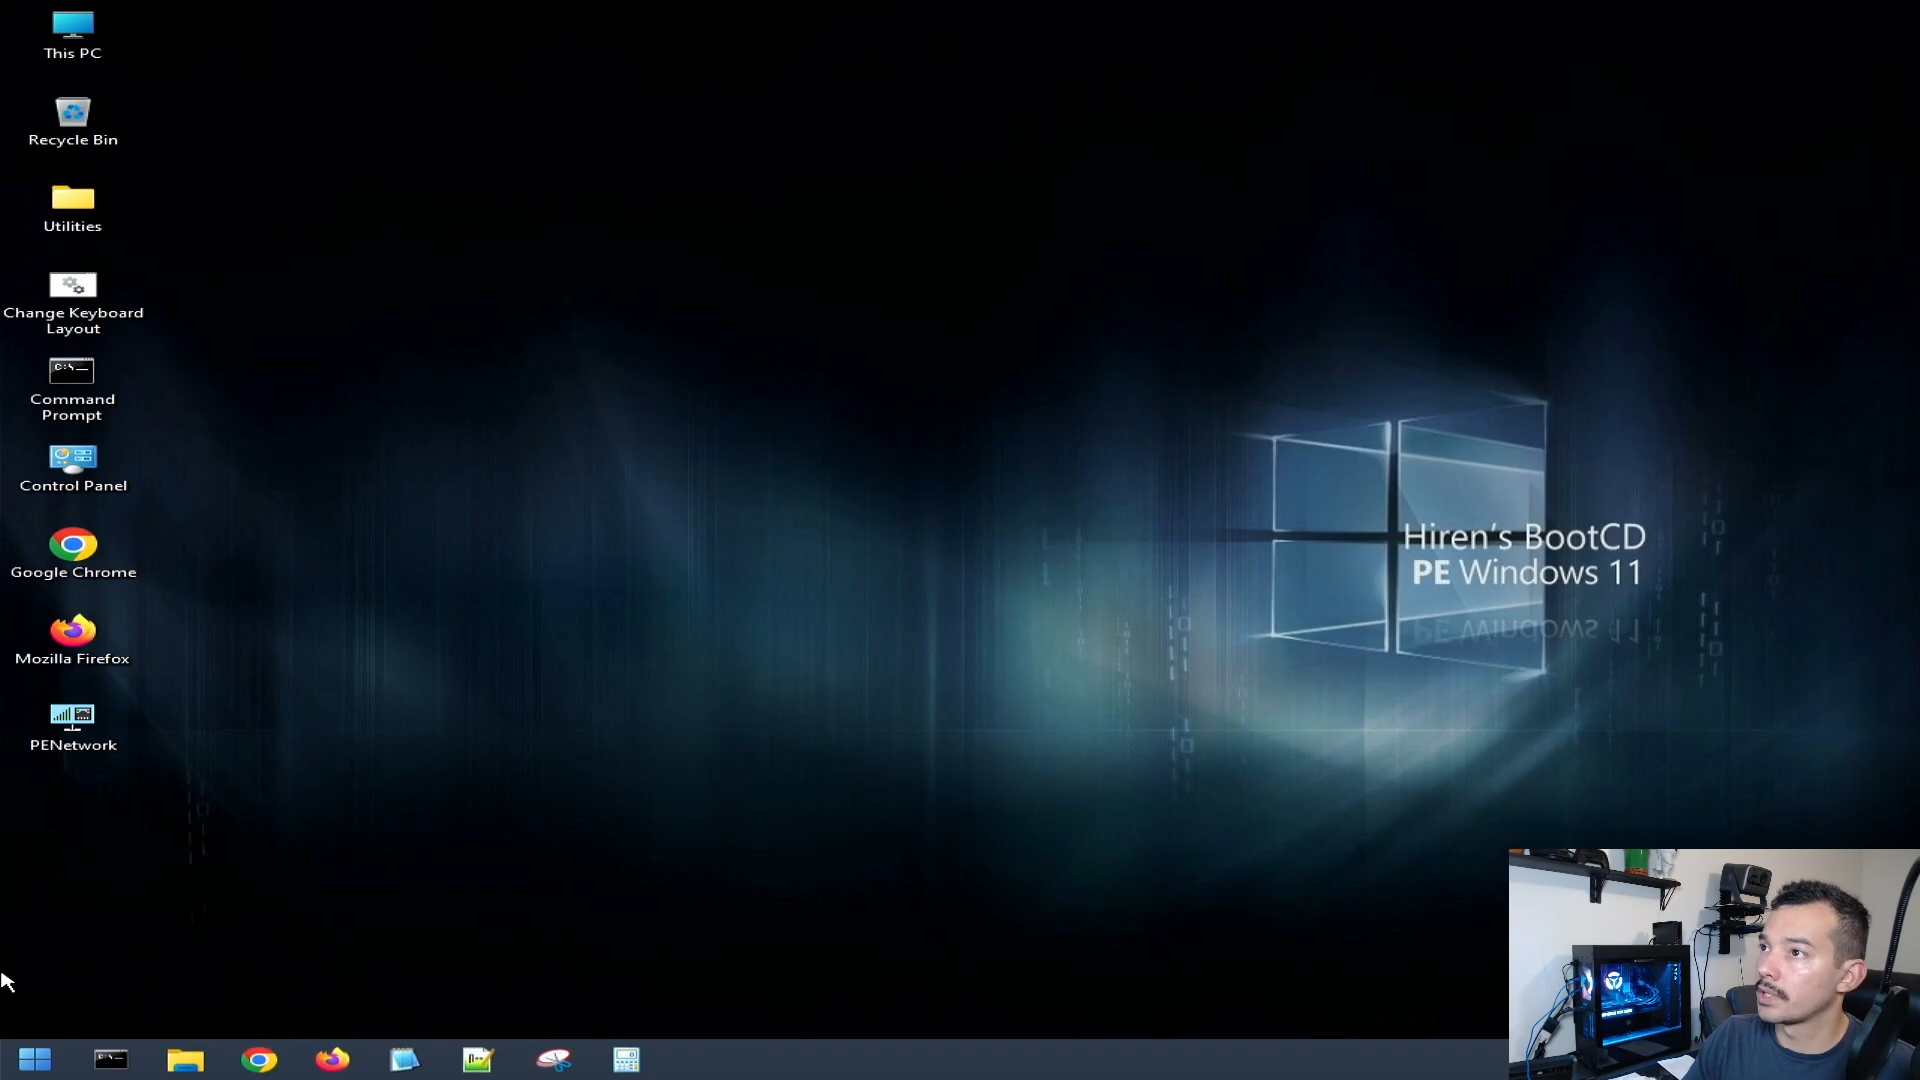 This PC
Recycle Bin
Utilities
Change Keyboard
Layout
C:\_
Command
Prompt
Control Panel
Google Chrome
Mozilla Firefox
PENetwork
Hiren's BootCD
PE Windows 11